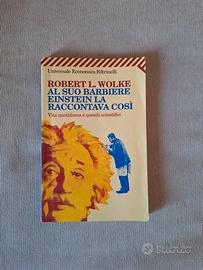 Universale Economica Feltrinelli
ROBERT L. WOLKE
AL SUO BARBIERE
EINSTEIN LA
RACCONTAVA COSÌ
Vita quotidiana e quesiti scientifici
subito